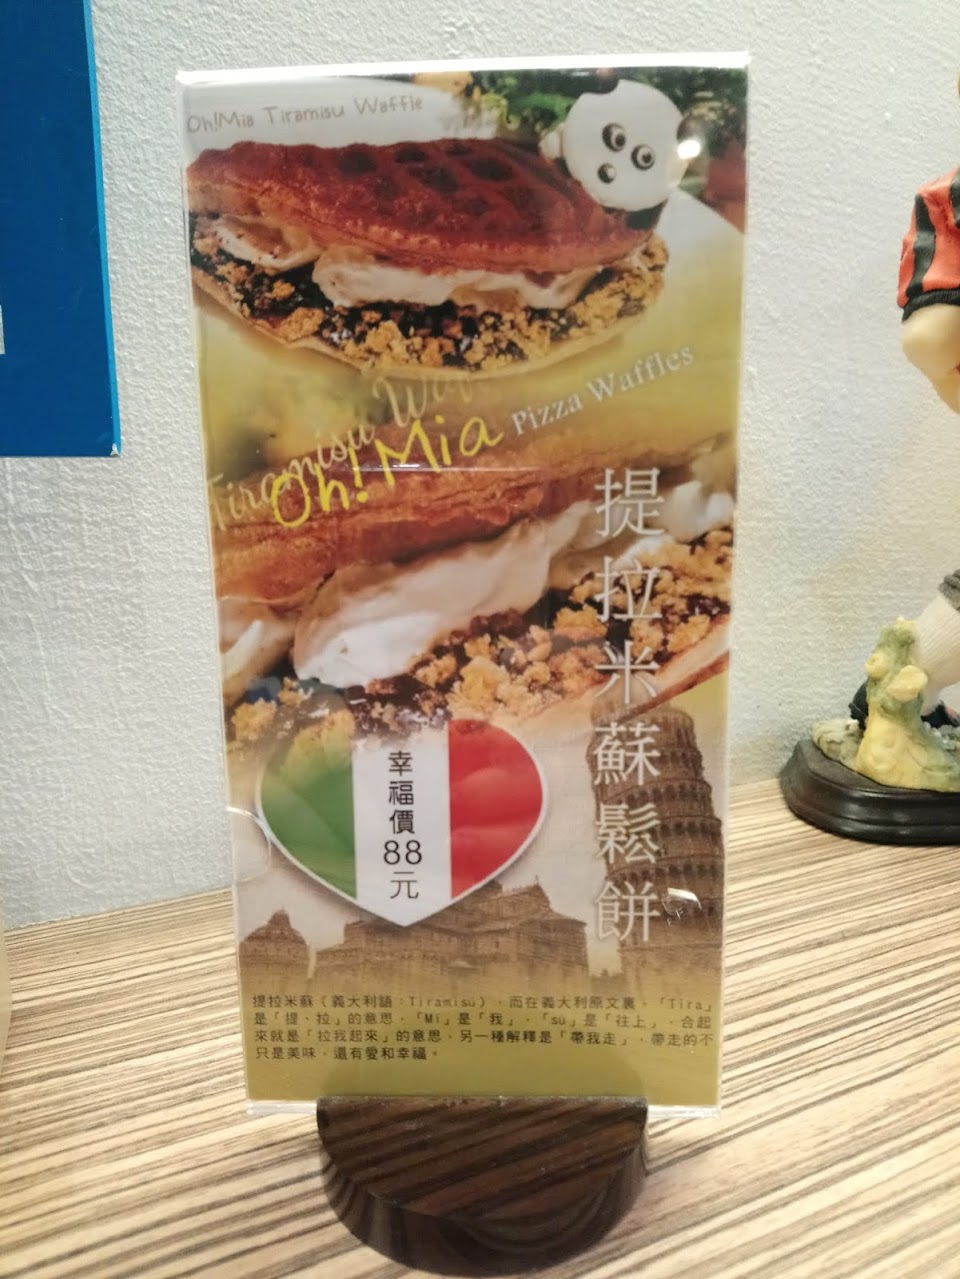 Oh!Mia Tiramisu Waffle
Tiramisu
Oh! Mia
Pizza Waffles
提拉米蘇鬆餅
幸福價
88
元
提拉米蘇（義大利語：Tiramisù），而在義大利原文裏，「Tira」
是「提、拉」的意思，「Mi」是「我」，「sù」是「往上」，合起
來就是「拉我起來」的意思，另一種解釋是「帶我走」，帶走的不
只是美味，還有愛和幸福。